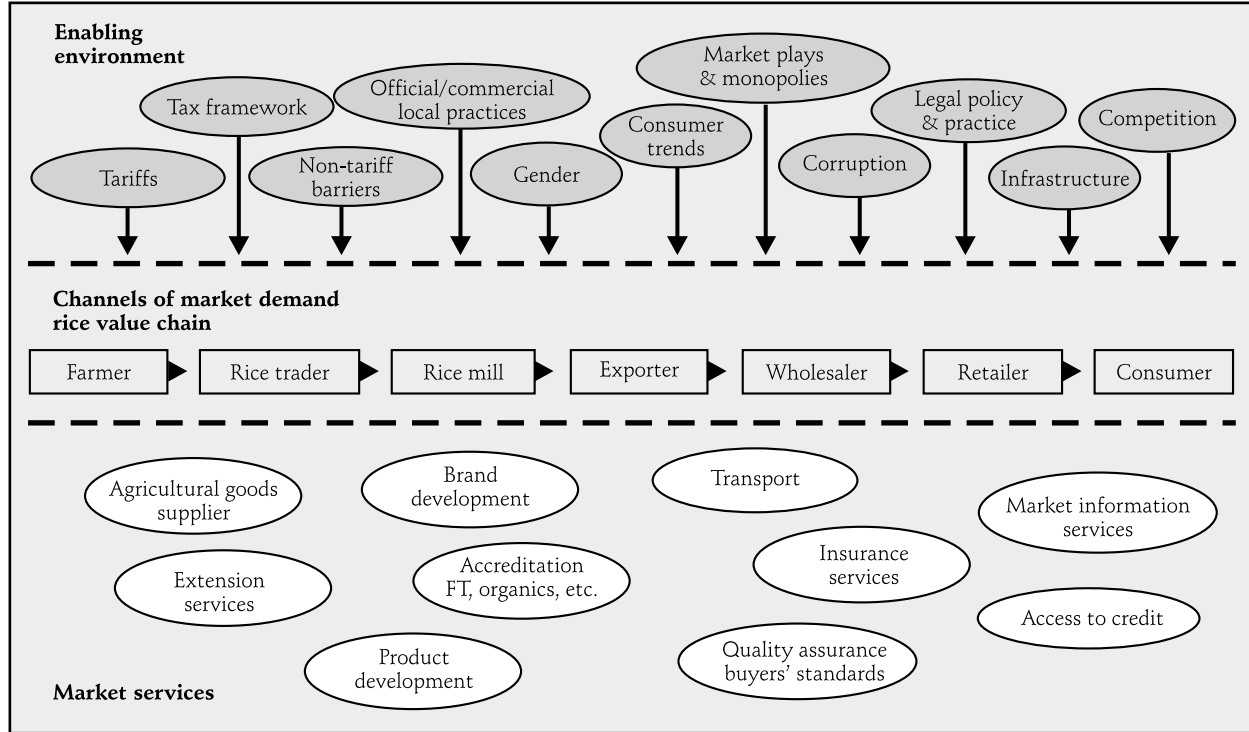 Enabling
environment
Market plays
& monopolies
Tax framework
Official/commercial
local practices
Legal policy
& practice
Competition
Consumer
trends
Tariffs
Non-tariff
barriers
Gender
Corruption
Infrastructure
Channels of market demand
rice value chain
Farmer
Rice trader
Rice mill
Exporter
Wholesaler
Retailer
Consumer
Agricultural goods
supplier
Brand
development
Transport
Market information
services
Extension
services
Accreditation
FT, organics, etc.
Insurance
services
Access to credit
Product
development
Quality assurance
buyers’ standards
Market services